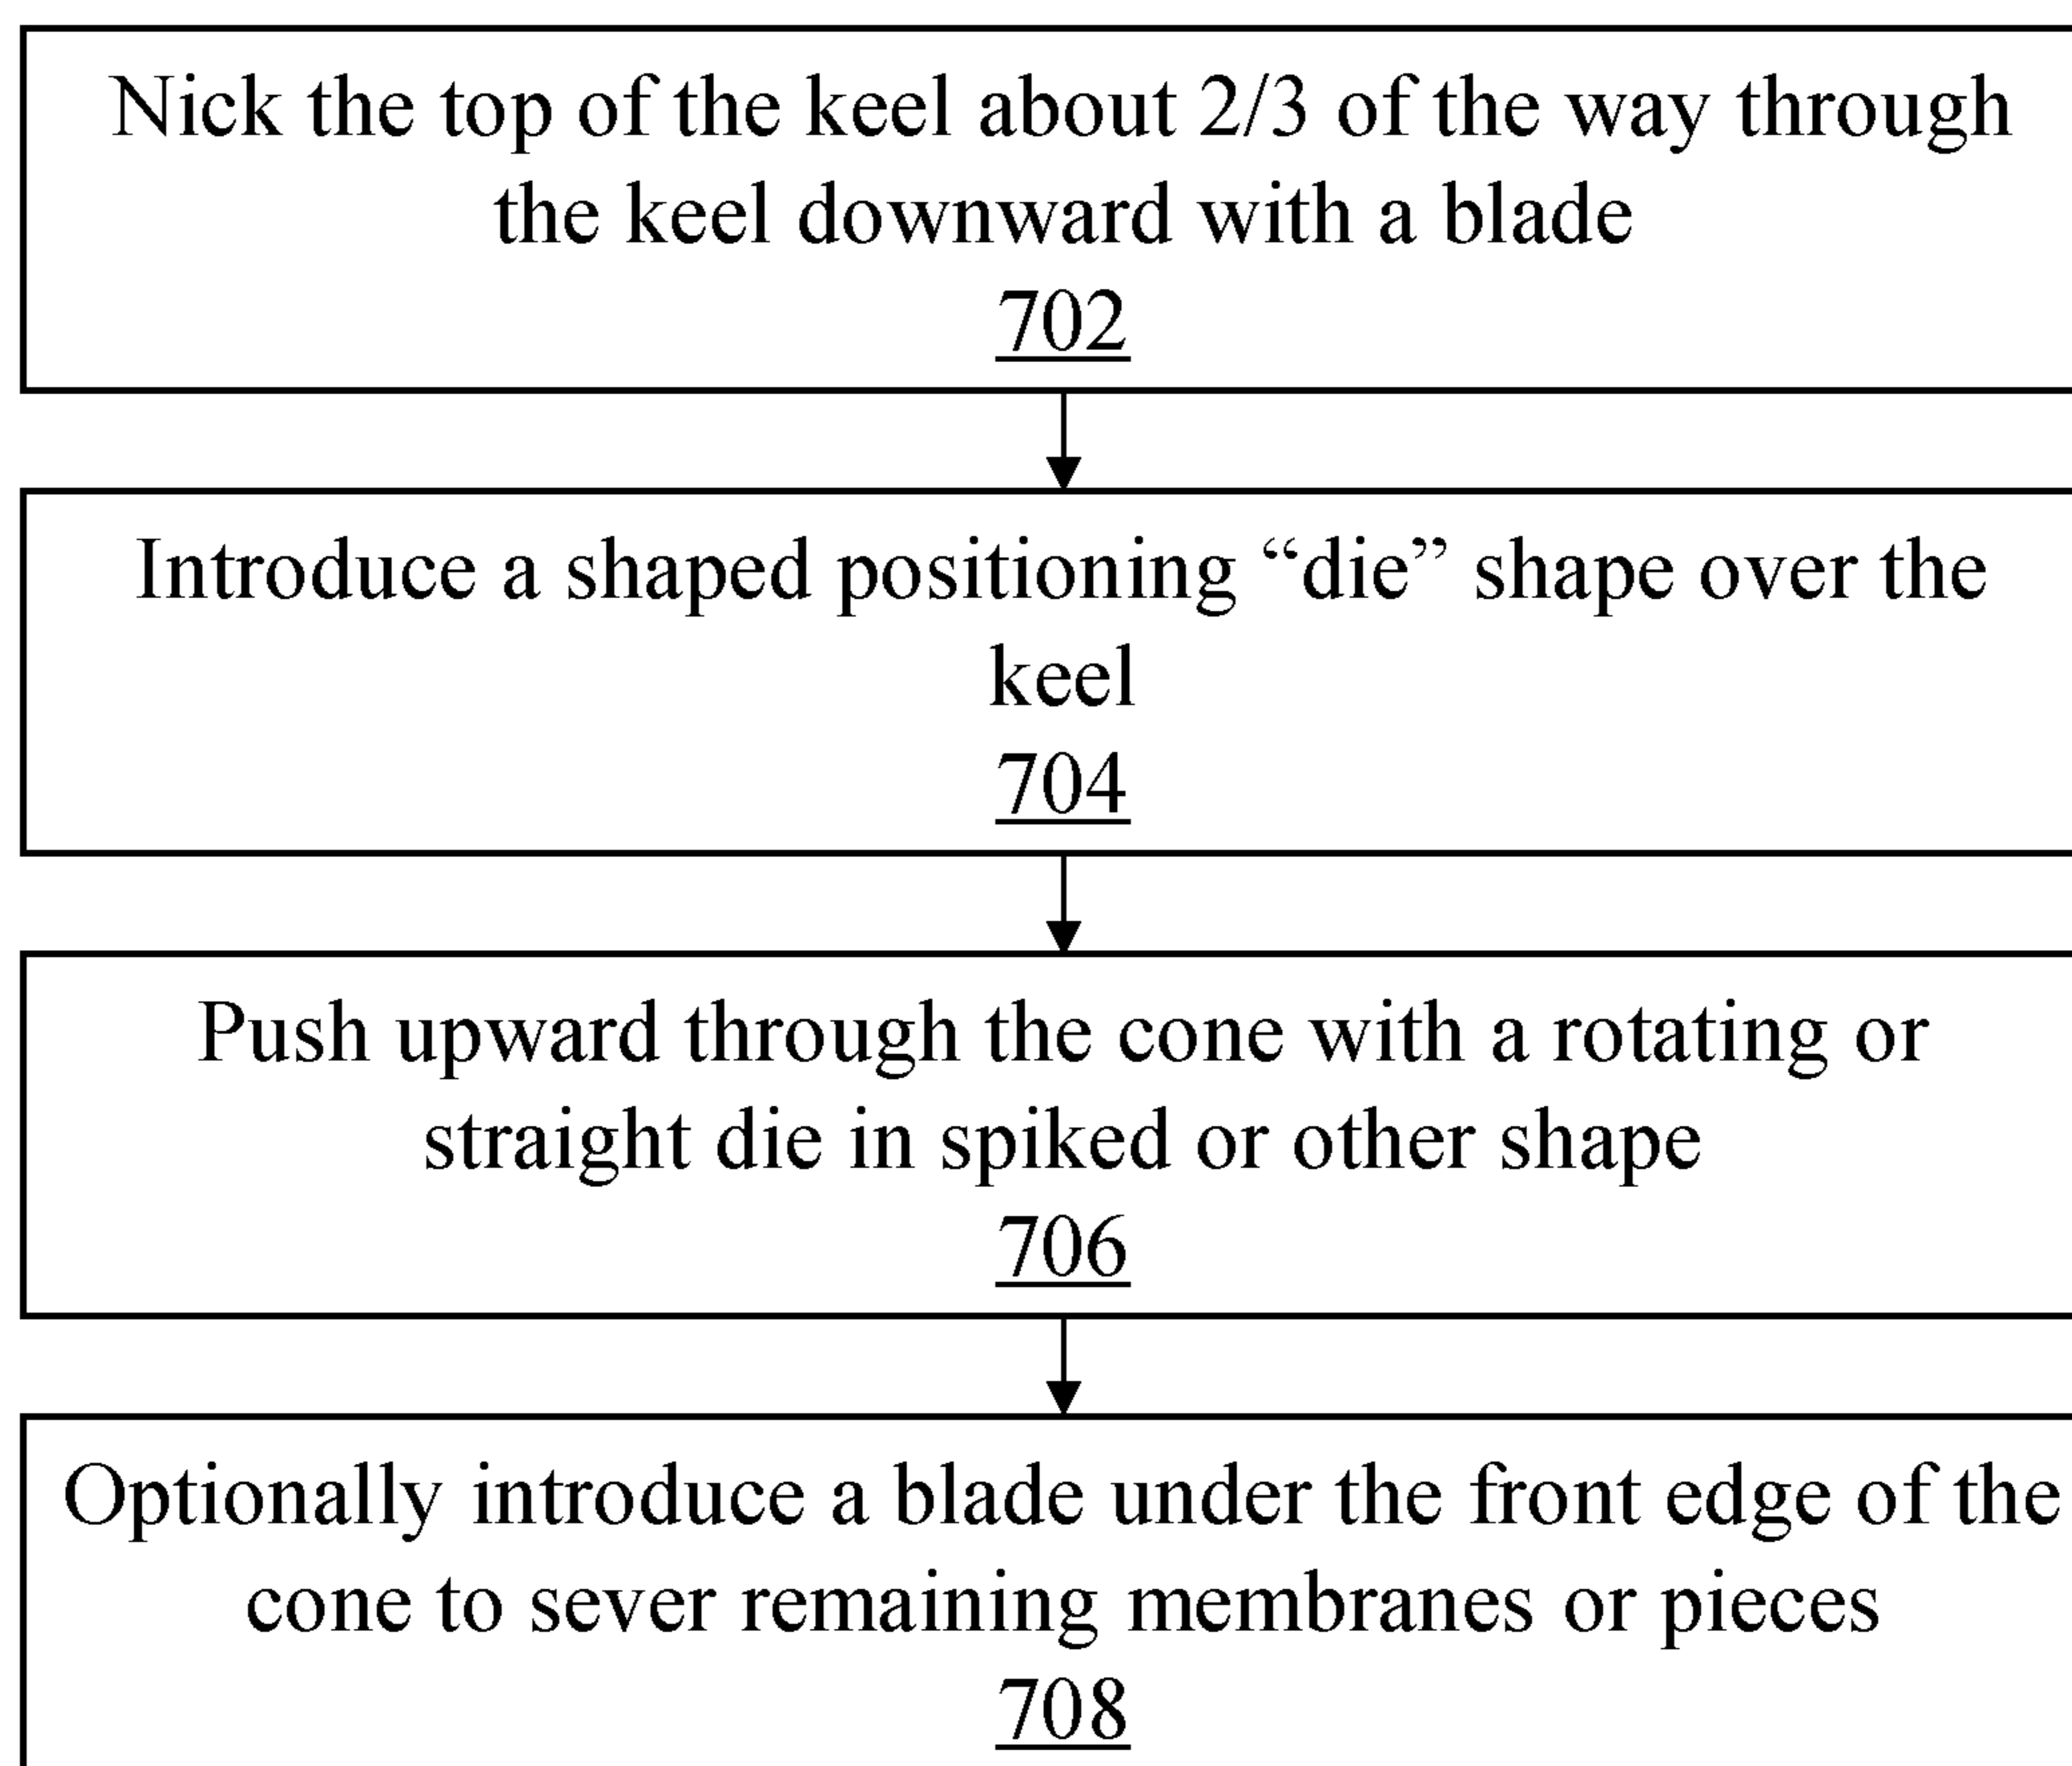 Nick the top of the keel about 2/3 of the way through
the keel downward with a blade
702
Introduce a shaped positioning “die” shape over the
keel
704
Push upward through the cone with a rotating or
straight die in spiked or other shape
706
Optionally introduce a blade under the front edge of the
cone to sever remaining membranes or pieces
708